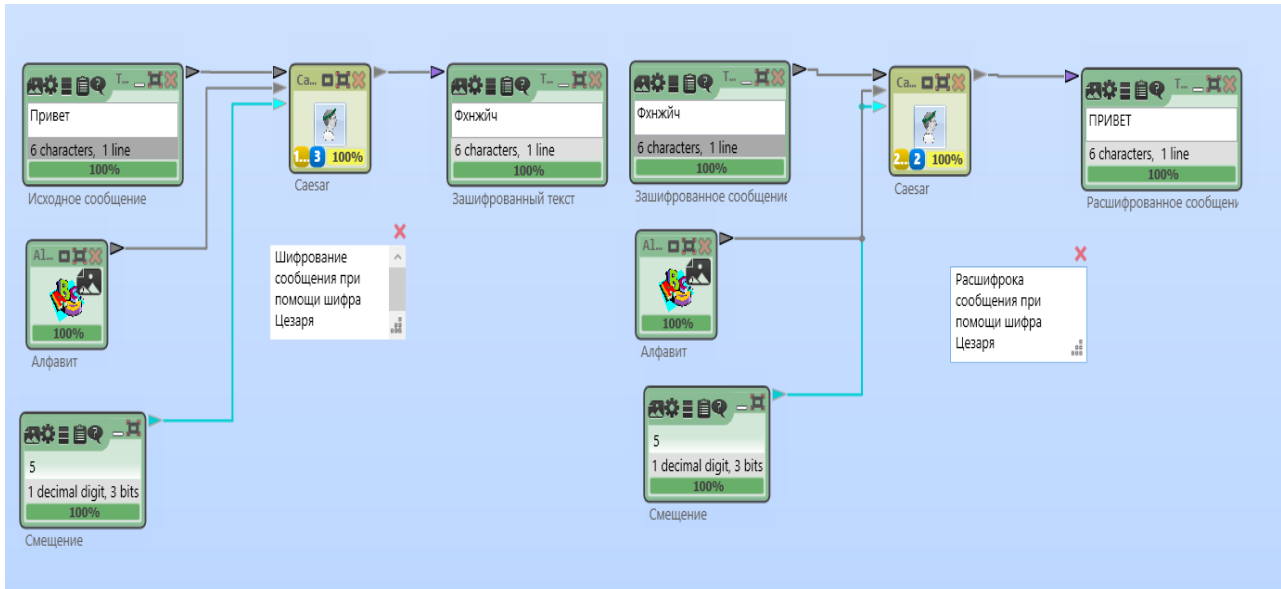 T...
Привет
6 characters, 1 line
100%
Исходное сообщение
Ca...
1... 3 100%
Caesar
T...
Фхнжйч
6 characters, 1 line
100%
Зашифрованный текст
Al...
100%
Алфавит
Шифрование
сообщения при
помощи шифра
Цезаря
5
1 decimal digit, 3 bits
100%
Смещение
T...
Фхнжйч
6 characters, 1 line
100%
Зашифрованное сообщение
Ca...
2... 2 100%
Caesar
T...
ПРИВЕТ
6 characters, 1 line
100%
Расшифрованное сообщени
Al...
100%
Алфавит
Расшифрока
сообщения при
помощи шифра
Цезаря
5
1 decimal digit, 3 bits
100%
Смещение